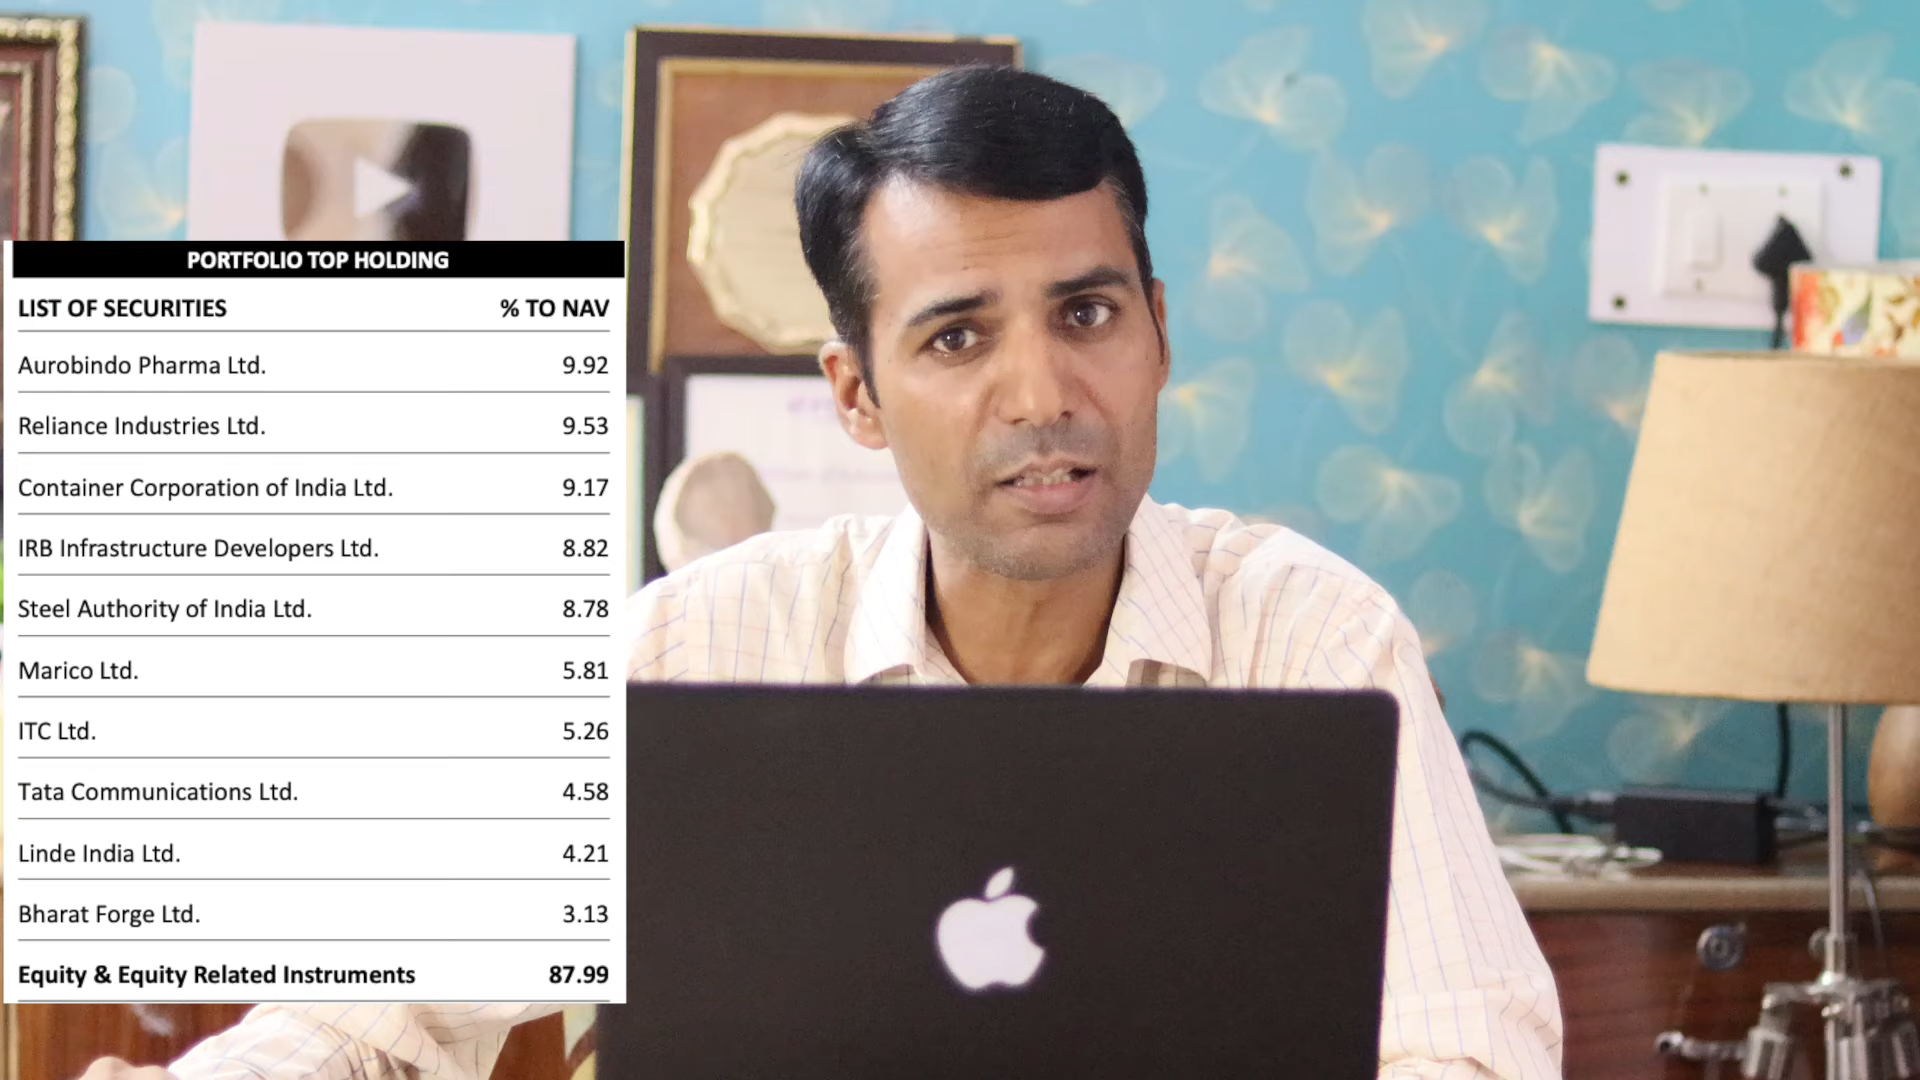 PORTFOLIO TOP HOLDING
LIST OF SECURITIES % TO NAV
Aurobindo Pharma Ltd. 9.92
Reliance Industries Ltd. 9.53
Container Corporation of India Ltd. 9.17
IRB Infrastructure Developers Ltd. 8.82
Steel Authority of India Ltd. 8.78
Marico Ltd. 5.81
ITC Ltd. 5.26
Tata Communications Ltd. 4.58
Linde India Ltd. 4.21
Bharat Forge Ltd. 3.13
Equity & Equity Related Instruments 87.99